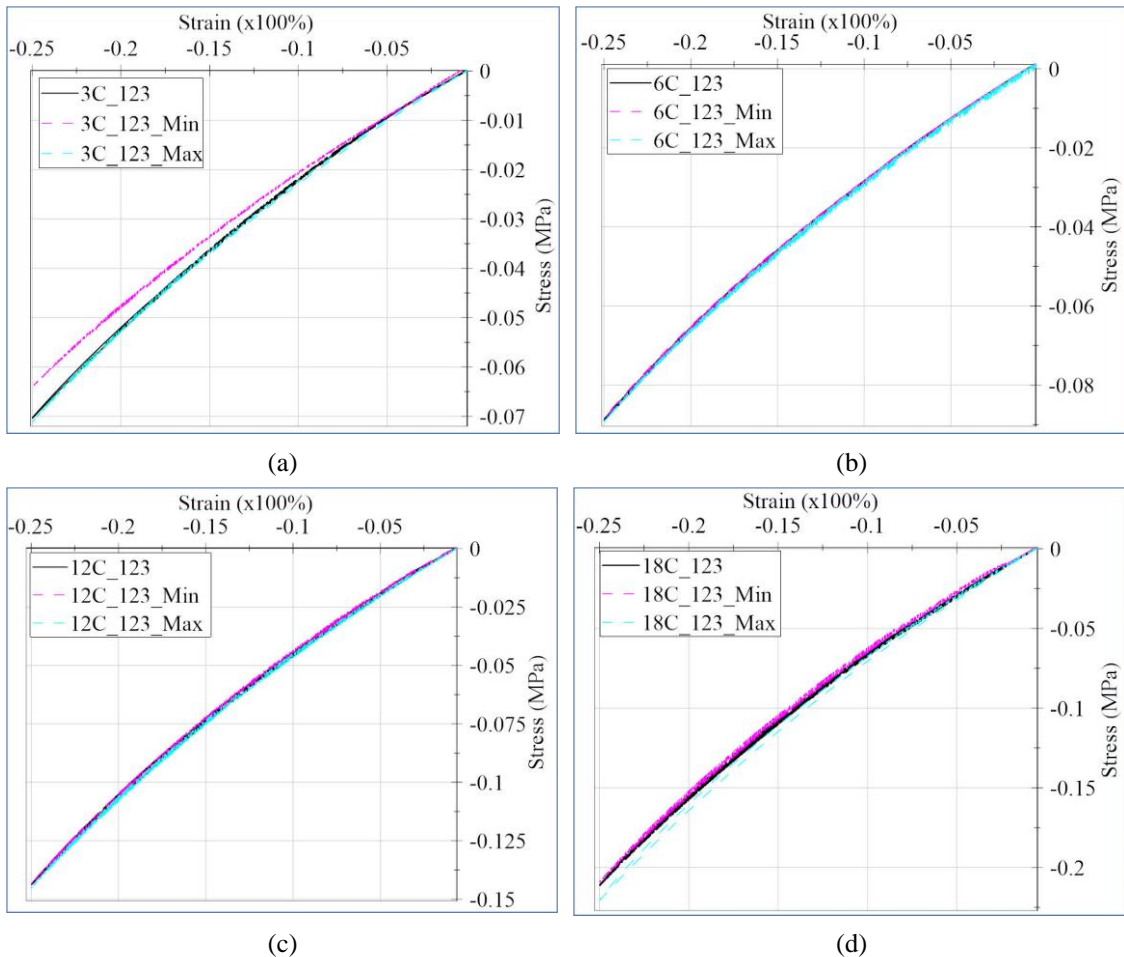 Strain (x100%)
-0.25 -0.2 -0.15 -0.1 -0.05
3C_123
3C_123_Min
3C_123_Max
0
-0.01
-0.02
-0.03
-0.04
-0.05
-0.06
-0.07
Stress (MPa)
(a)
Strain (x100%)
-0.25 -0.2 -0.15 -0.1 -0.05
6C_123
6C_123_Min
6C_123_Max
0
-0.02
-0.04
-0.06
-0.08
Stress (MPa)
(b)
Strain (x100%)
-0.25 -0.2 -0.15 -0.1 -0.05
12C_123
12C_123_Min
12C_123_Max
0
-0.025
-0.05
-0.075
-0.1
-0.125
-0.15
Stress (MPa)
(c)
Strain (x100%)
-0.25 -0.2 -0.15 -0.1 -0.05
18C_123
18C_123_Min
18C_123_Max
0
-0.05
-0.1
-0.15
-0.2
Stress (MPa)
(d)